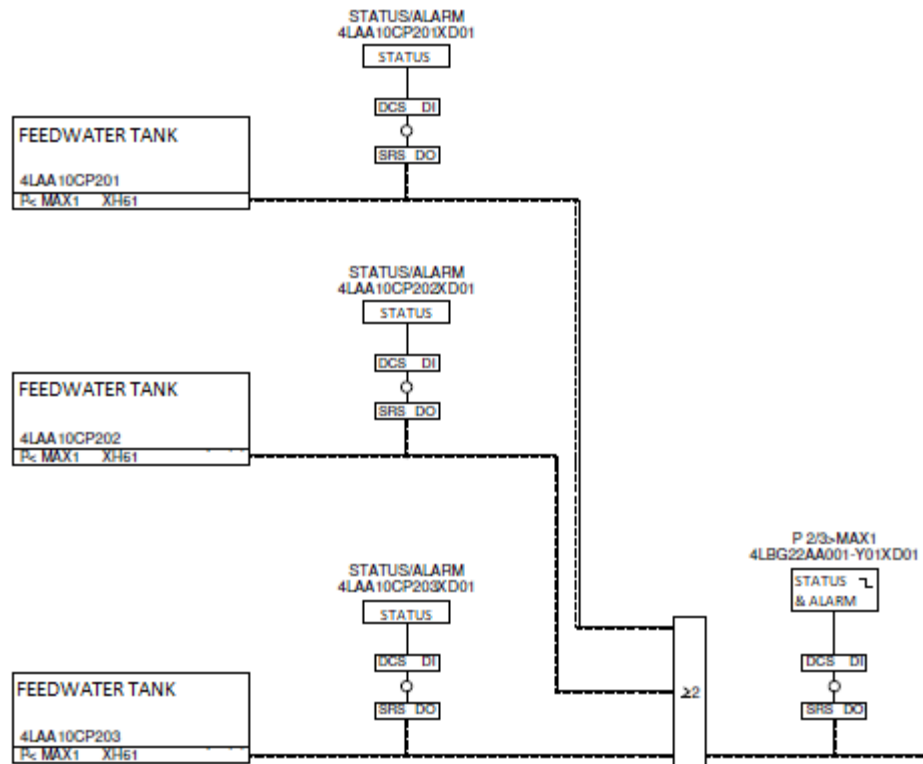 STATUS/ALARM
4LAA10CP201XD01
STATUS
DCS DI
SRS DO
FEEDWATER TANK
4LAA10CP201
P< MAX1 XH61
STATUS/ALARM
4LAA10CP202XD01
STATUS
DCS DI
SRS DO
FEEDWATER TANK
4LAA10CP202
P< MAX1 XH61
STATUS/ALARM
4LAA10CP203XD01
STATUS
DCS DI
SRS DO
FEEDWATER TANK
4LAA10CP203
P< MAX1 XH61
≥2
P 2/3>MAX1
4LBG22AA001-Y01XD01
STATUS
& ALARM
DCS DI
SRS DO